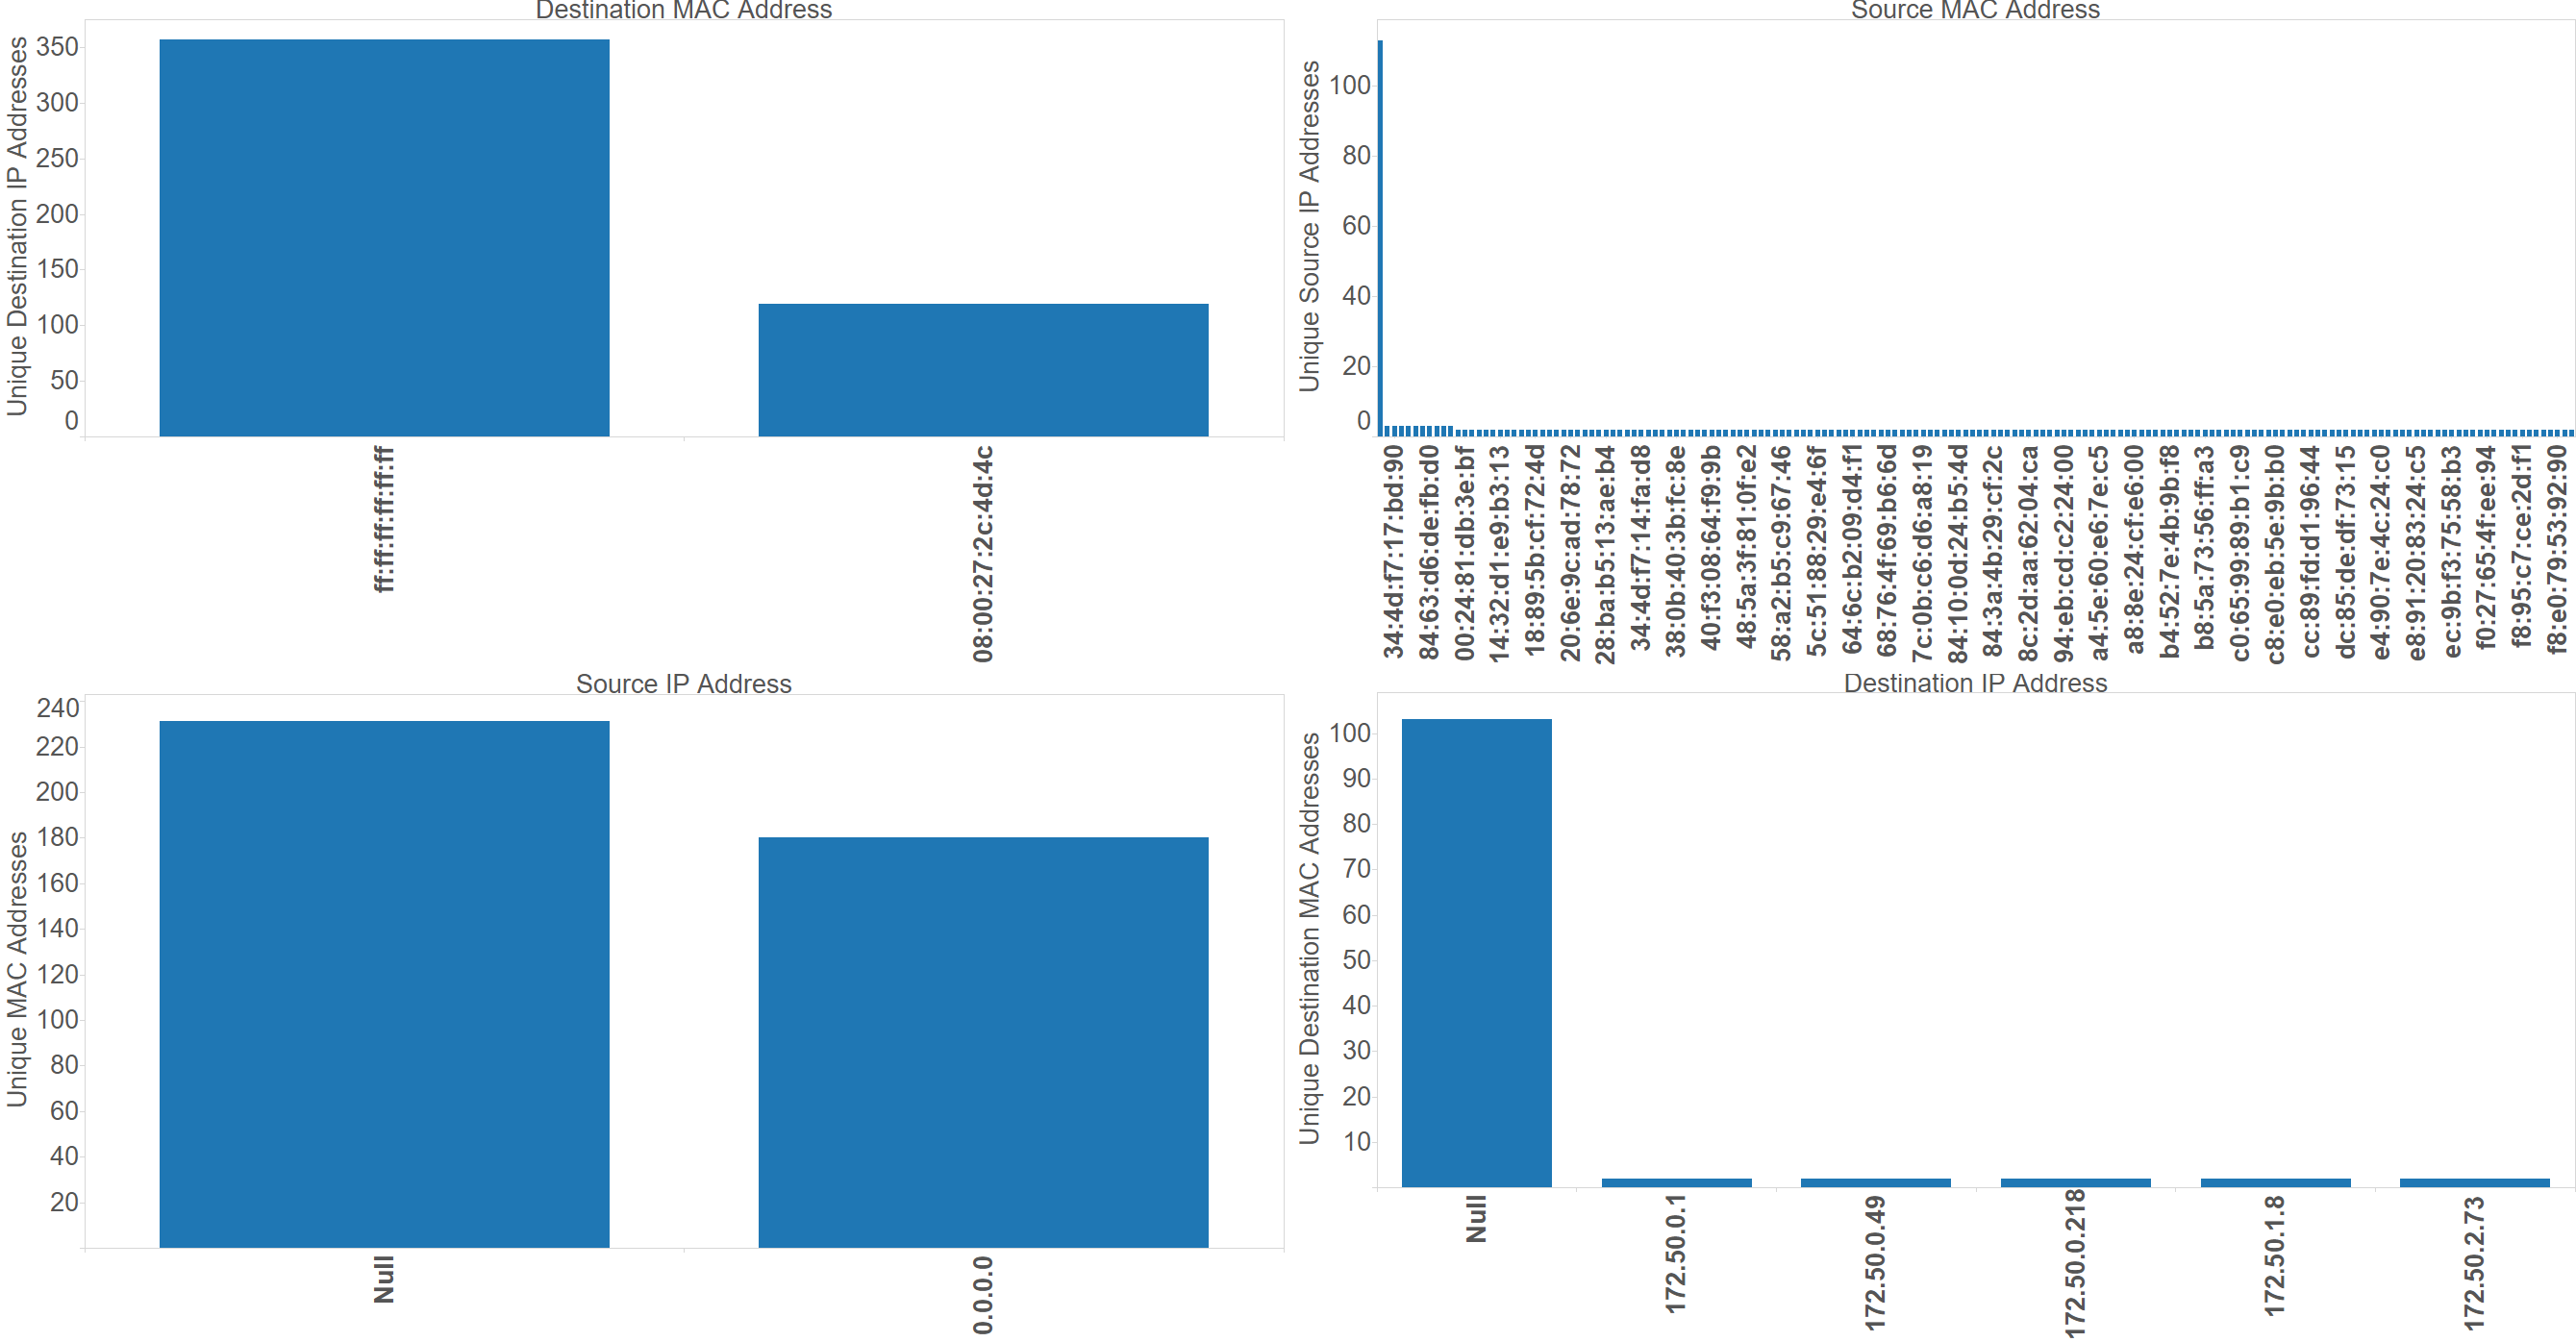 Destination MAC Address
Unique Destination IP Addresses
350
300
250
200
150
100
50
0
ff:ff:ff:ff:ff:ff
08:00:27:2c:4d:4c
Source MAC Address
Unique Source IP Addresses
100
80
60
40
20
0
34:4d:f7:17:bd:90
84:63:d6:de:fb:d0
00:24:81:db:3e:bf
14:32:d1:e9:b3:13
18:89:5b:cf:72:4d
20:6e:9c:ad:78:72
28:ba:b5:13:ae:b4
34:4d:f7:14:fa:d8
38:0b:40:3b:fc:8e
40:f3:08:64:f9:9b
48:5a:3f:81:0f:e2
58:a2:b5:c9:67:46
5c:51:88:29:e4:6f
64:6c:b2:09:d4:f1
68:76:4f:69:b6:6d
7c:0b:c6:d6:a8:19
84:10:0d:24:b5:4d
84:3a:4b:29:cf:2c
8c:2d:aa:62:04:ca
94:eb:cd:c2:24:00
a4:5e:60:e6:7e:c5
a8:8e:24:cf:e6:00
b4:52:7e:4b:9b:f8
b8:5a:73:56:ff:a3
c0:65:99:89:b1:c9
c8:e0:eb:5e:9b:b0
cc:89:fd:d1:96:44
dc:85:de:df:73:15
e4:90:7e:4c:24:c0
e8:91:20:83:24:c5
ec:9b:f3:75:58:b3
f0:27:65:4f:ee:94
f8:95:c7:ce:2d:f1
f8:e0:79:53:92:90
Source IP Address
Unique MAC Addresses
240
220
200
180
160
140
120
100
80
60
40
20
Null
0.0.0.0
Destination IP Address
Unique Destination MAC Addresses
100
90
80
70
60
50
40
30
20
10
Null
172.50.0.1
172.50.0.49
172.50.0.218
172.50.1.8
172.50.2.73